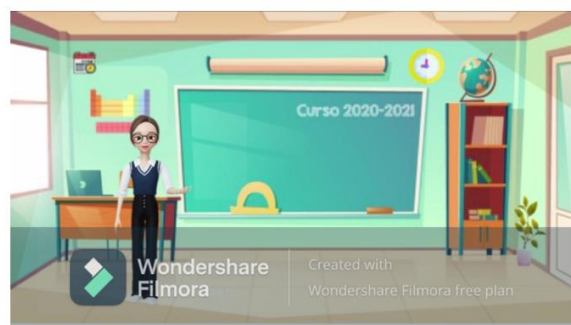 Curso 2020-2021
Wondershare
Filmora
Created with
Wondershare Filmora free plan